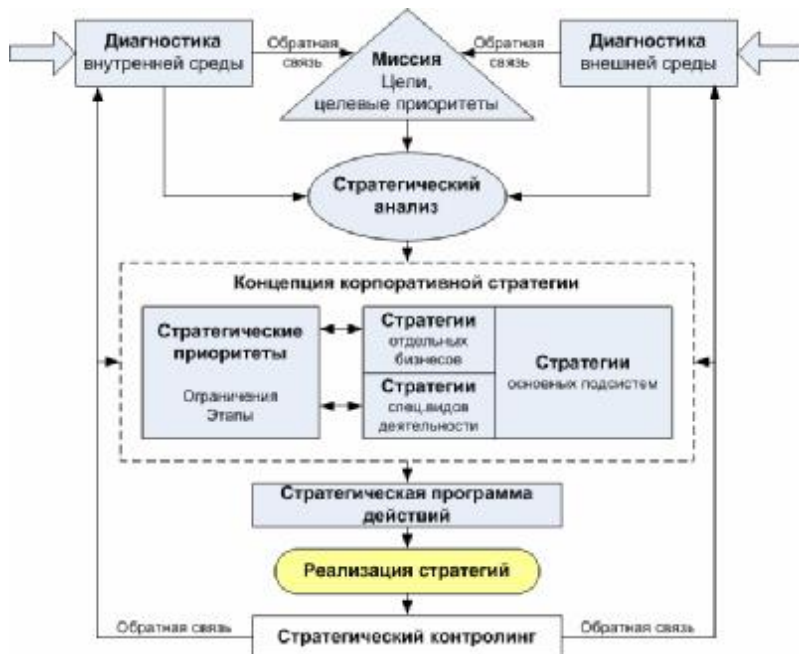 Диагностика
внутренней среды
Обратная
связь
Миссия
Цели,
целевые приоритеты
Обратная
связь
Диагностика
внешней среды
Стратегический
анализ
Концепция корпоративной стратегии
Стратегические
приоритеты
Ограничения
Этапы
Стратегии
отдельных
бизнесов
Стратегии
спец.видов
деятельности
Стратегии
основных подсистем
Стратегическая программа
действий
Реализация стратегий
Обратная связь
Стратегический контролинг
Обратная связь